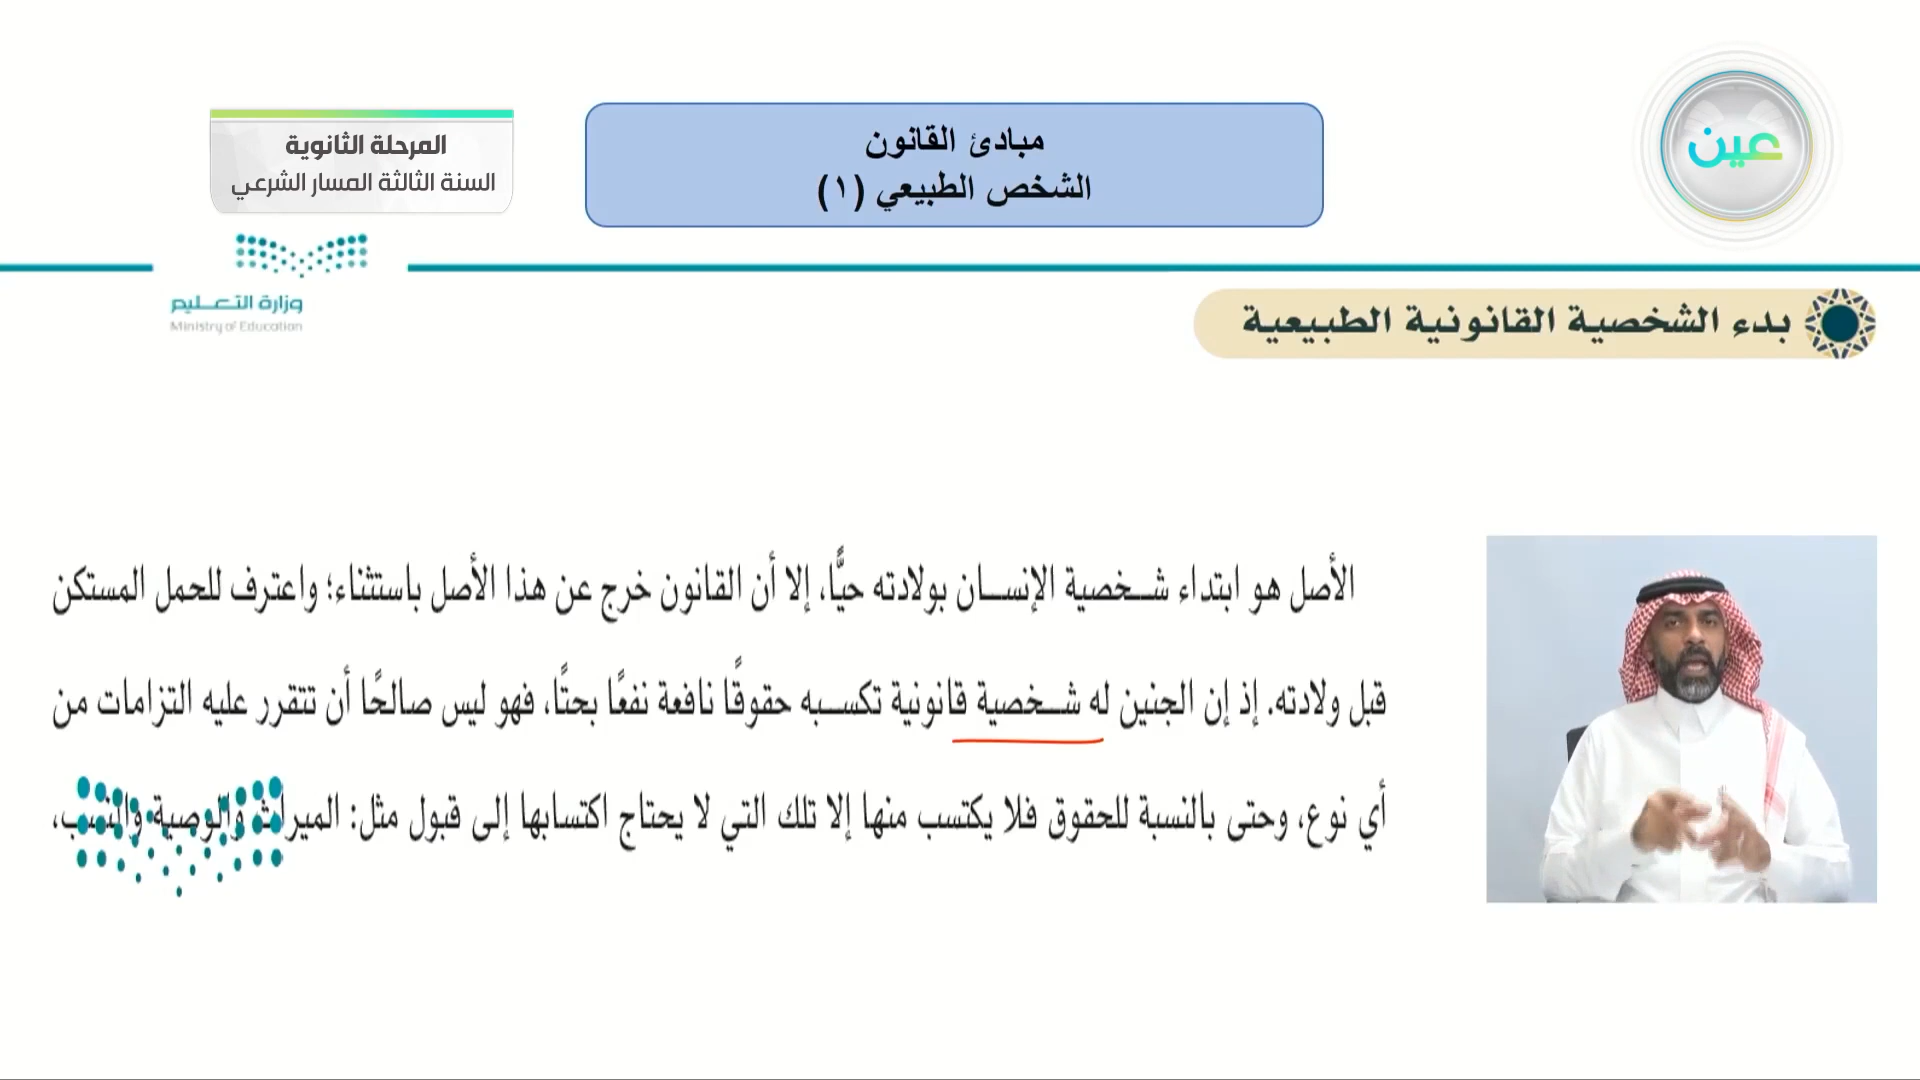 عين
مبادئ القانون
الشخص الطبيعي (١)
المرحلة الثانوية
السنة الثالثة المسار الشرعي
وزارة التعليم
Ministry of Education
بدء الشخصية القانونية الطبيعية
الأصل هو ابتداء شخصية الإنسان بولادته حيًّا، إلا أن القانون خرج عن هذا الأصل باستثناء؛ واعترف للحمل المستكن
قبل ولادته. إذ إن الجنين له شخصية قانونية تكسبه حقوقًا نافعة نفعًا بحتًا، فهو ليس صالحًا أن تتقرر عليه التزامات من
أي نوع، وحتى بالنسبة للحقوق فلا يكتسب منها إلا تلك التي لا يحتاج اكتسابها إلى قبول مثل: الميراث والوصية والنسب،